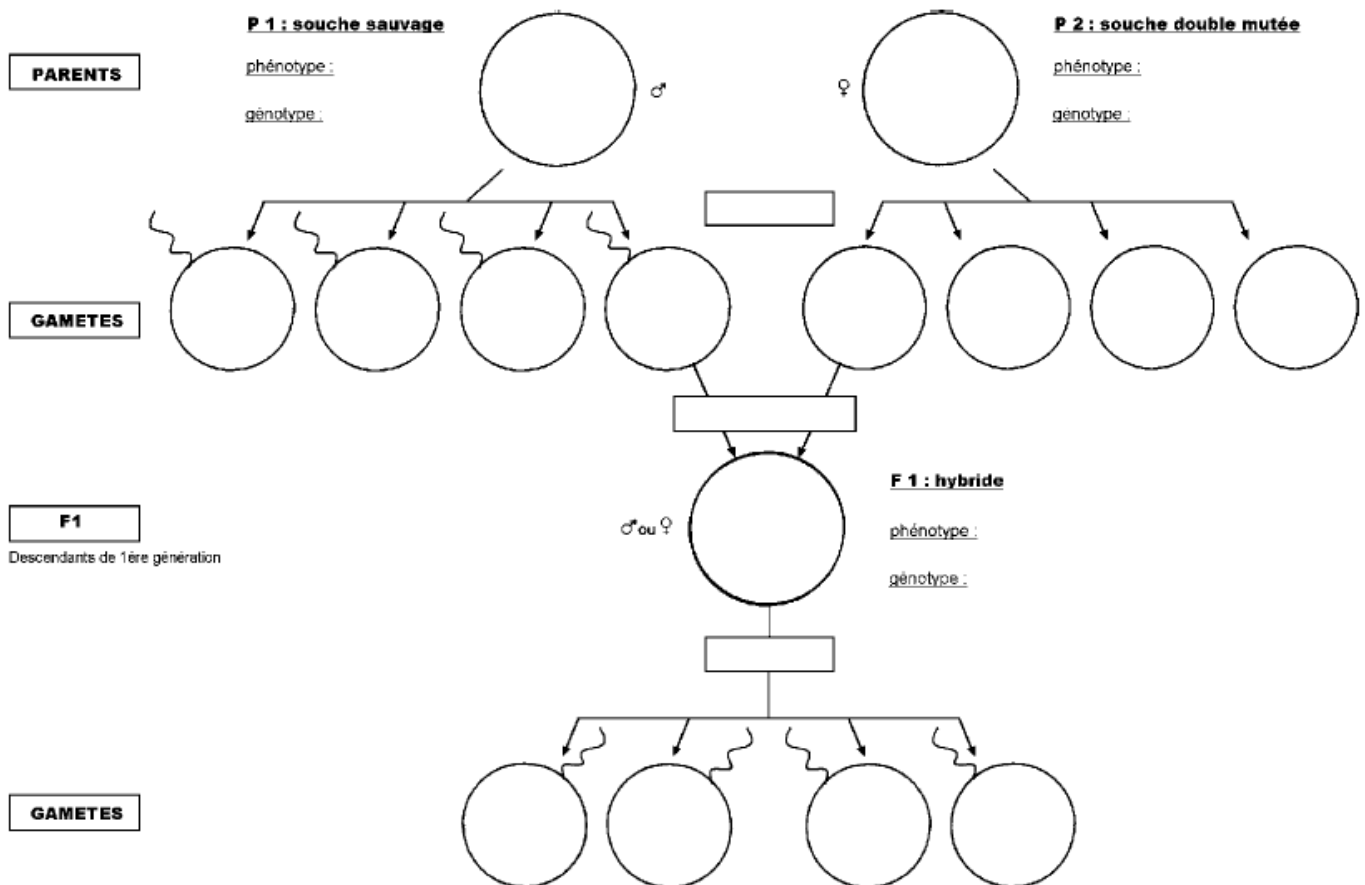 P 1 : souche sauvage
P 2 : souche double mutée
PARENTS
phénotype :
phénotype :
♂
♀
génotype :
génotype :
GAMETES
F 1 : hybride
F1
♂ou ♀
phénotype :
Descendants de 1ére génération
génotype :
GAMETES